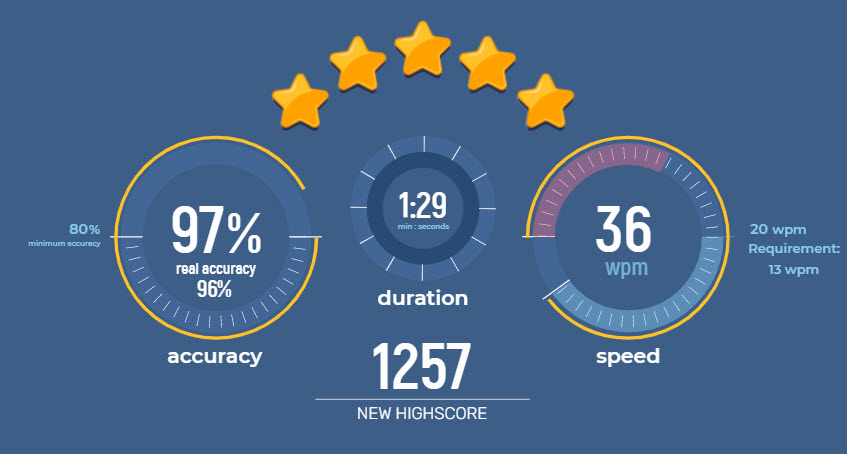 97%
real accuracy
96%
80%
minimum accuracy
accuracy
1:29
min : seconds
duration
36
wpm
20 wpm
Requirement:
13 wpm
speed
1257
NEW HIGHSCORE